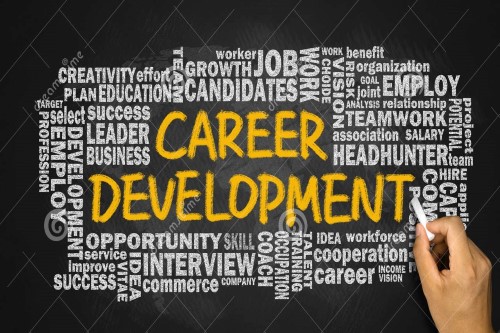 worker JOB WORK work benefit
TEAM GROWTH CHOICE VISION RISK organization
CREATIVITY effort CANDIDATES goal EMPLOY
PLAN EDUCATION joint
ANALYSIS relationship
TARGET select success TEAMWORK POTENTIAL project
PROFESSION EMPLOY DEVELOPMENT LEADER association SALARY
BUSINESS HEADHUNTER team
CAREER
DEVELOPMENT
HIRE
OPPORTUNITY SKILL COACH OCCUPATION TRAINING TALENT IDEA workforce
service VITAE IDEA INTERVIEW cooperation
improve
SUCCESS commerce COMPANY career INCOME
VISION
dreamstime